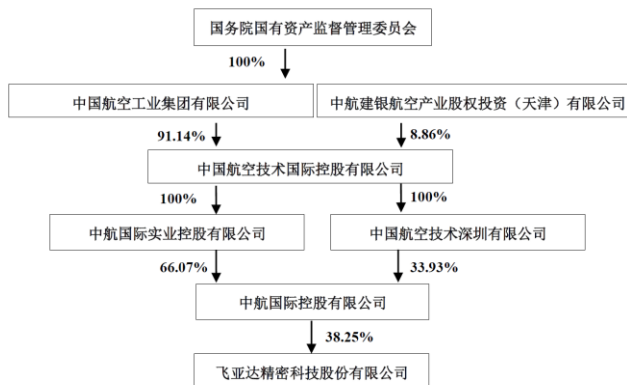 国务院国有资产监督管理委员会
100%
中国航空工业集团有限公司
中航建银航空产业股权投资（天津）有限公司
91.14%
8.86%
中国航空技术国际控股有限公司
100%
100%
中航国际实业控股有限公司
中国航空技术深圳有限公司
66.07%
33.93%
中航国际控股有限公司
38.25%
飞亚达精密科技股份有限公司